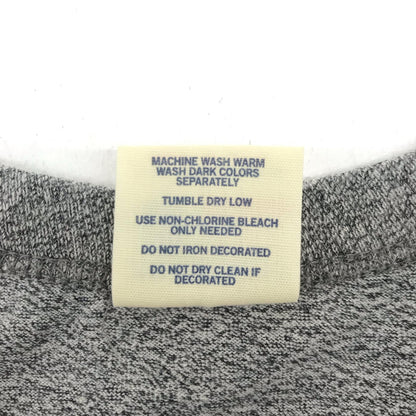 MACHINE WASH WARM
WASH DARK COLORS
SEPARATELY
TUMBLE DRY LOW
USE NON-CHLORINE BLEACH
ONLY NEEDED
DO NOT IRON DECORATED
DO NOT DRY CLEAN IF
DECORATED